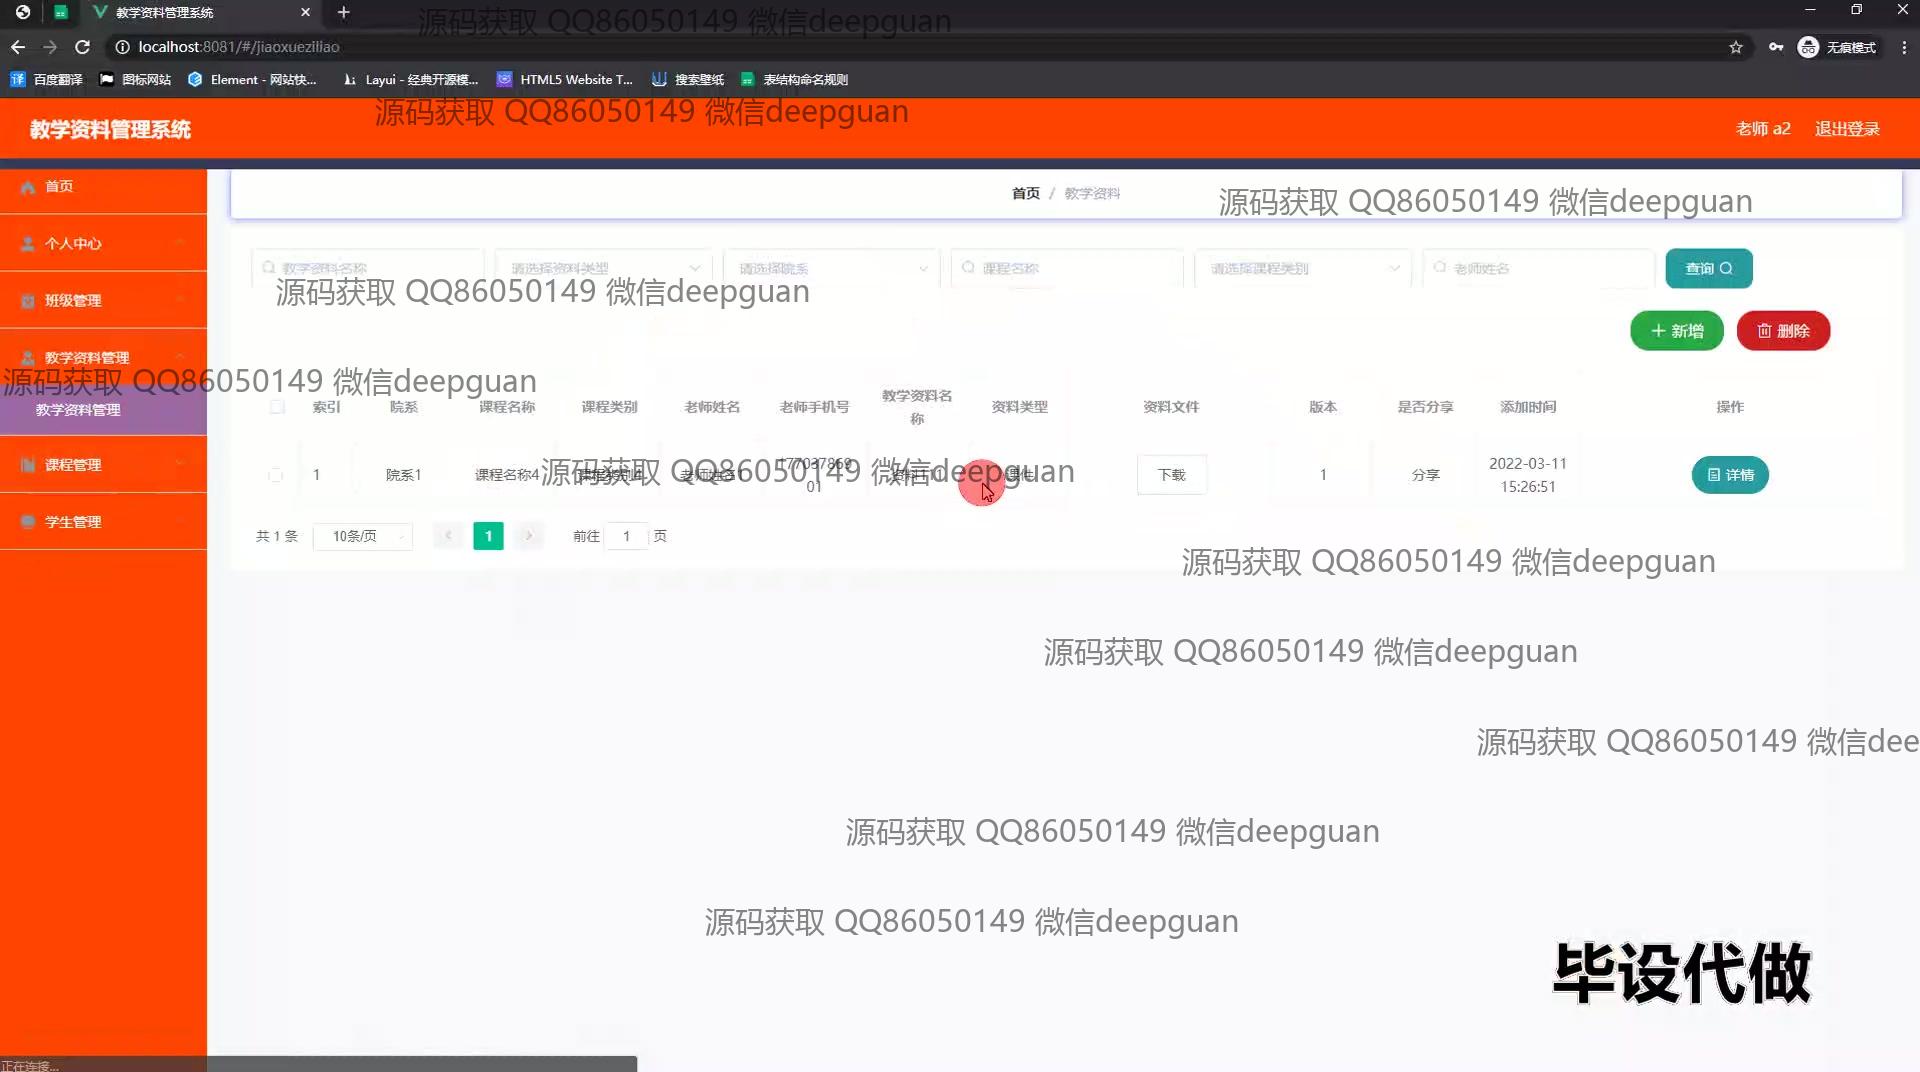 教学资料管理系统
源码获取 QQ86050149 微信deepguan
localhost:8081/#/jiaoxueziliao
无痕模式
百度翻译 图标网站 Element - 网站快... Layui - 经典开源模... HTML5 Website T... 搜索壁纸 表结构命名规则
源码获取 QQ86050149 微信deepguan
教学资料管理系统
老师 a2 退出登录
首页
个人中心
班级管理
教学资料管理
教学资料管理
课程管理
学生管理
首页 / 教学资料
源码获取 QQ86050149 微信deepguan
教学资料名称 请选择资料类型 请选择院系 课程名称 请选择课程类别 老师姓名 查询
源码获取 QQ86050149 微信deepguan
新增 删除
源码获取 QQ86050149 微信deepguan
索引 院系 课程名称 课程类别 老师姓名 老师手机号 教学资料名称 资料类型 资料文件 版本 是否分享 添加时间 操作
1 院系1 课程名称4 下载 1 分享 2022-03-11 15:26:51 详情
源码获取 QQ86050149 微信deepguan
共 1 条 10条/页 1 前往 1 页
源码获取 QQ86050149 微信deepguan
源码获取 QQ86050149 微信deepguan
源码获取 QQ86050149 微信dee
源码获取 QQ86050149 微信deepguan
源码获取 QQ86050149 微信deepguan
毕设代做
正在连接...